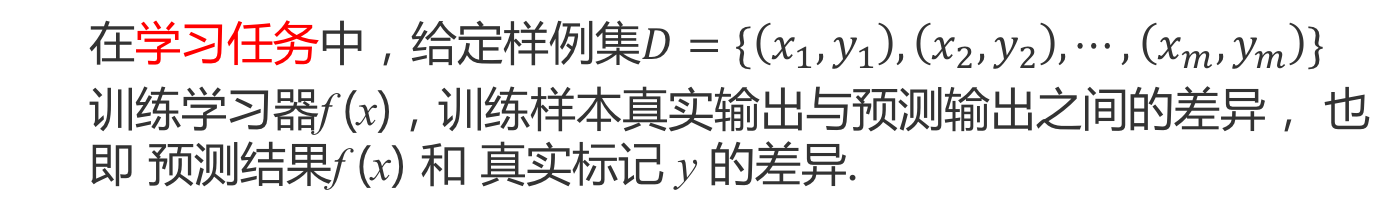 在学习任务中，给定样例集D = {(x₁,y₁),(x₂,y₂),⋯,(xₘ,yₘ)}
训练学习器f (x)，训练样本真实输出与预测输出之间的差异， 也
即 预测结果f (x) 和 真实标记 y 的差异.